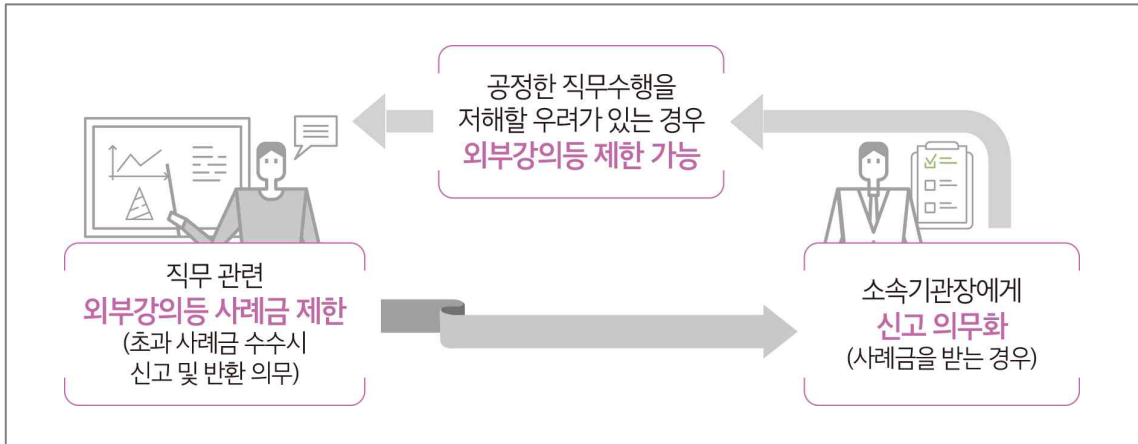 공정한 직무수행을
저해할 우려가 있는 경우
외부강의등 제한 가능
직무 관련
외부강의등 사례금 제한
(초과 사례금 수수시
신고 및 반환 의무)
소속기관장에게
신고 의무화
(사례금을 받는 경우)